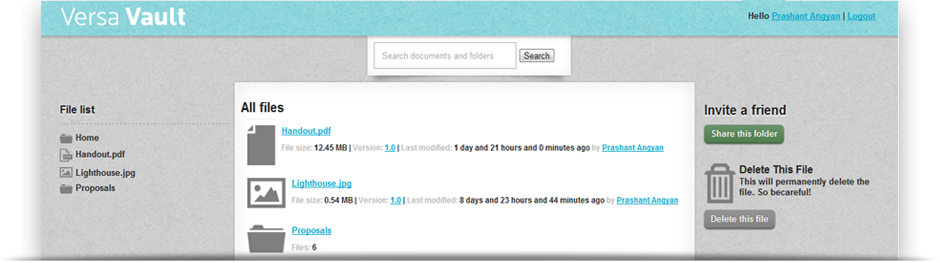 Versa Vault
Hello Prashant Angyan | Logout
Search documents and folders
Search
File list
Home
Handout.pdf
Lighthouse.jpg
Proposals
All files
Handout.pdf
File size: 12.45 MB | Version: 1.0 | Last modified: 1 day and 21 hours and 0 minutes ago by Prashant Angyan
Lighthouse.jpg
File size: 0.54 MB | Version: 1.0 | Last modified: 8 days and 23 hours and 44 minutes ago by Prashant Angyan
Proposals
Files: 6
Invite a friend
Share this folder
Delete This File
This will permanently delete the
file. So becareful!
Delete this file